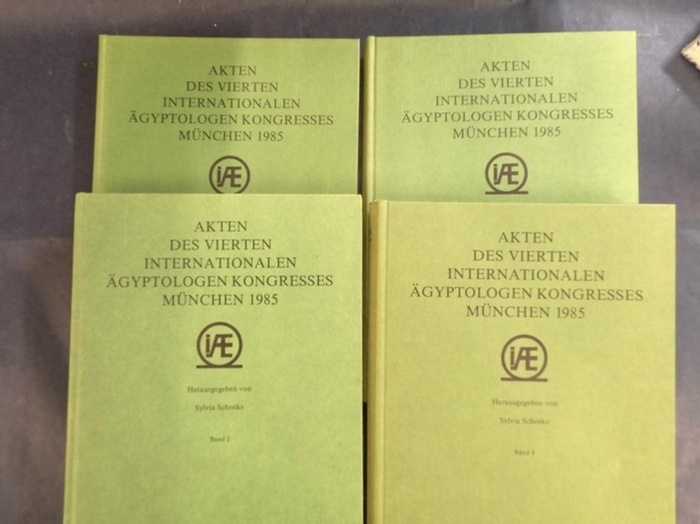 AKTEN
DES VIERTEN
INTERNATIONALEN
ÄGYPTOLOGEN KONGRESSES
MÜNCHEN 1985
IÆ
AKTEN
DES VIERTEN
INTERNATIONALEN
ÄGYPTOLOGEN KONGRESSES
MÜNCHEN 1985
IÆ
AKTEN
DES VIERTEN
INTERNATIONALEN
ÄGYPTOLOGEN KONGRESSES
MÜNCHEN 1985
IÆ
Herausgegeben von
Sylvia Schoske
Band 2
AKTEN
DES VIERTEN
INTERNATIONALEN
ÄGYPTOLOGEN KONGRESSES
MÜNCHEN 1985
IÆ
Herausgegeben von
Sylvia Schoske
Band 4